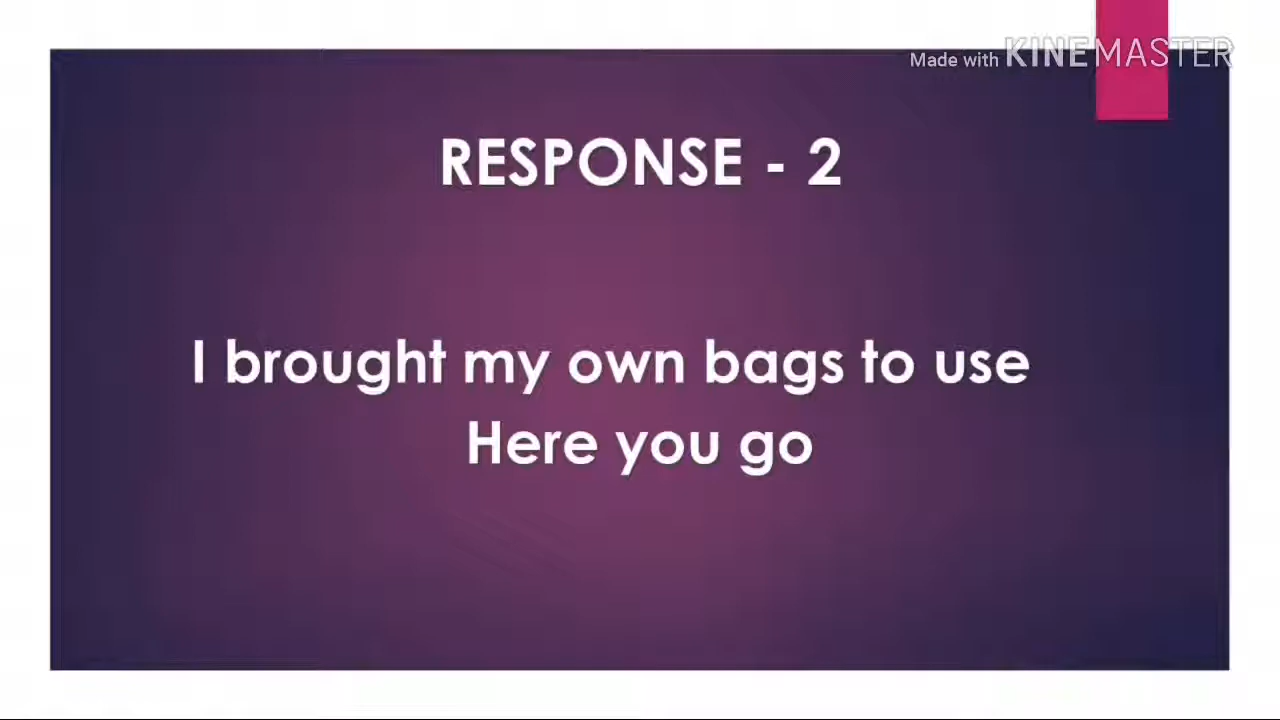 Made with KINEMASTER
RESPONSE - 2
I brought my own bags to use
Here you go